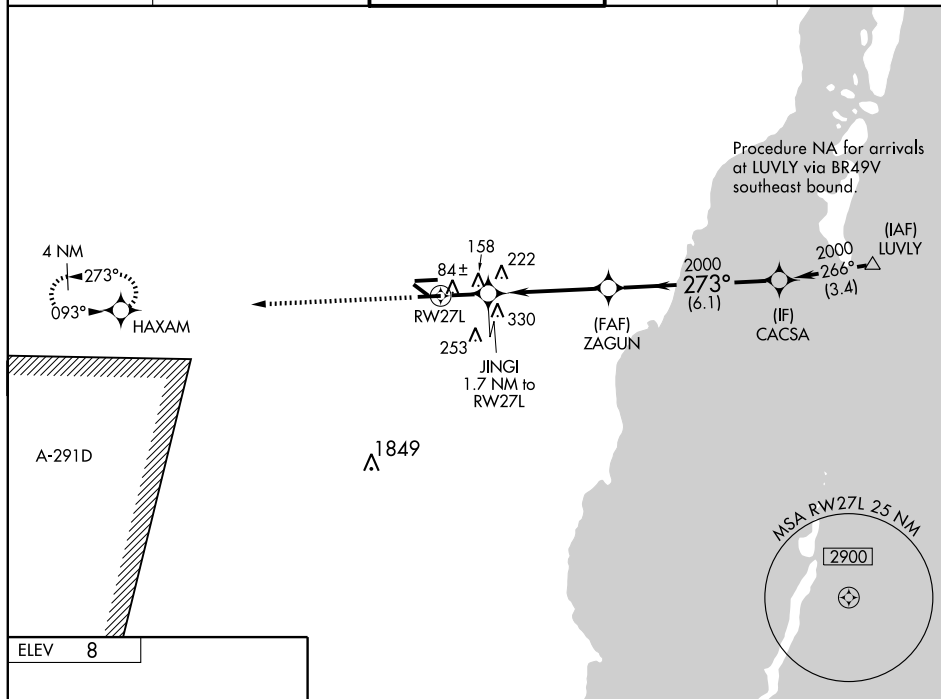 Procedure NA for arrivals
at LUVLY via BR49V
southeast bound.
(IAF)
LUVLY
2000
266°
(3.4)
4 NM
273°
093°
HAXAM
158
84±
222
RW27L
330
253
JINGI
1.7 NM to
RW27L
(FAF)
ZAGUN
2000
273°
(6.1)
(IF)
CACSA
A-291D
1849
MSA RW27L 25 NM
2900
ELEV 8